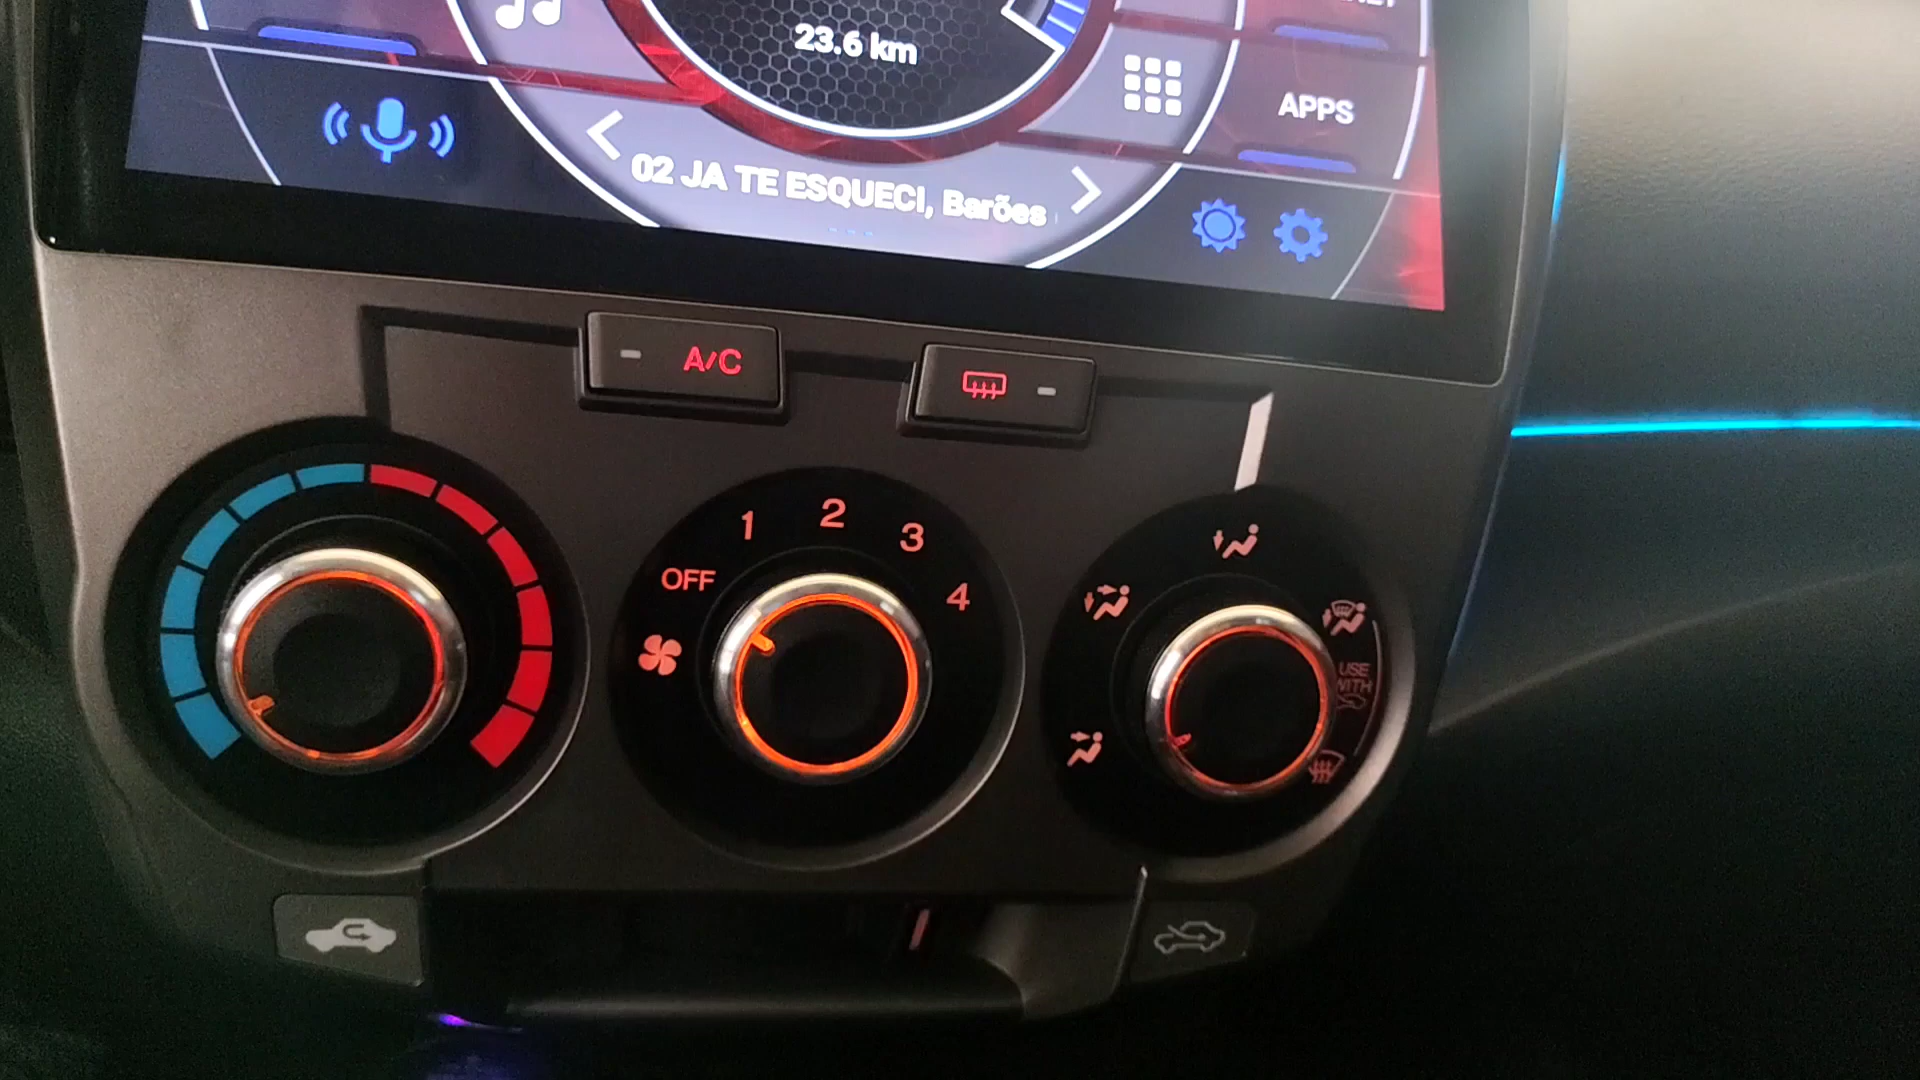 23.6 km
APPS
02 JA TE ESQUECI, Barões
A/C
1
2
3
4
OFF
USE
WITH